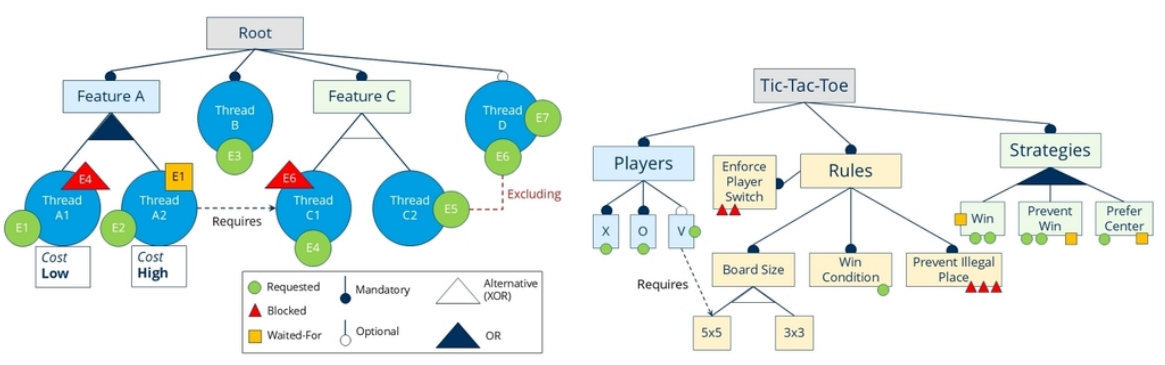 Root
Feature A
Feature C
Thread
B
E3
Thread
D
E7
E6
Excluding
E4
Thread
A1
E1
Cost
Low
E1
Thread
A2
E2
Cost
High
Requires
E6
Thread
C1
E4
Thread
C2
E5
Requested
Blocked
Waited-For
Mandatory
Optional
Alternative
(XOR)
OR
Tic-Tac-Toe
Players
Enforce
Player
Switch
Rules
Strategies
X
O
V
Win
Prevent
Win
Prefer
Center
Requires
Board Size
Win
Condition
Prevent Illegal
Place
5x5
3x3